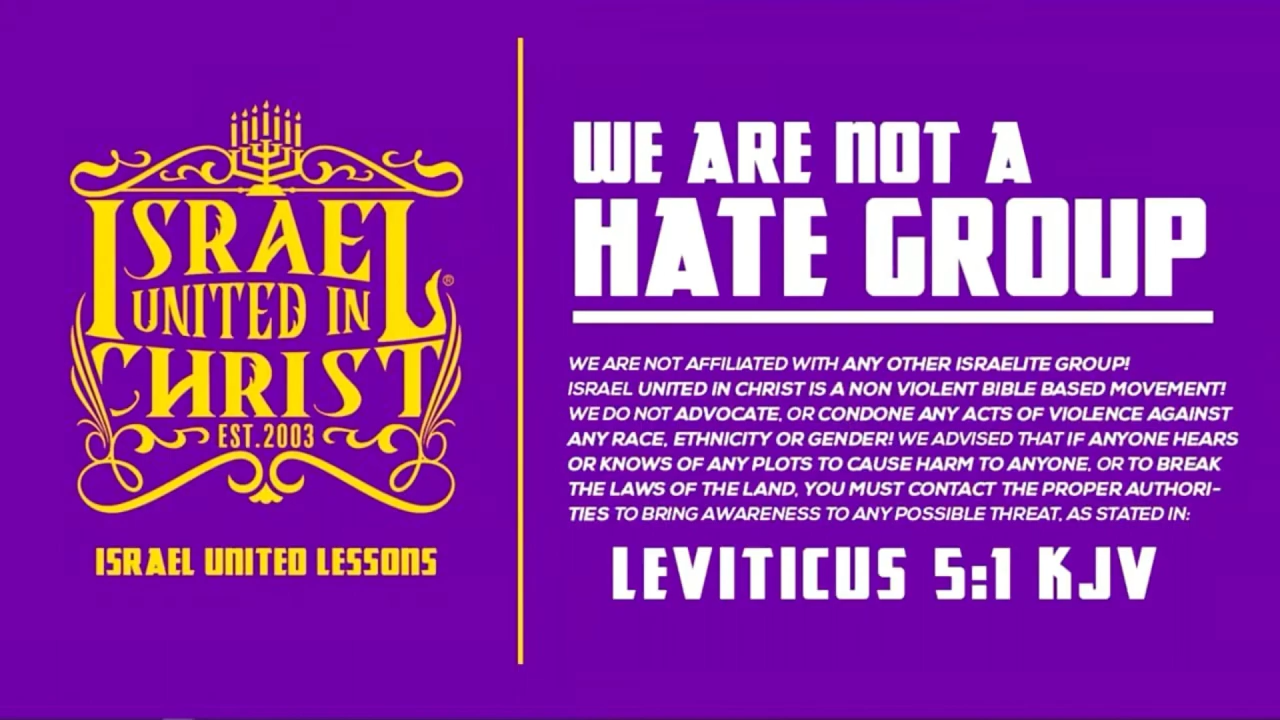 ISRAEL
UNITED IN
CHRIST
®
EST.2003
ISRAEL UNITED LESSONS
WE ARE NOT A
HATE GROUP
WE ARE NOT AFFILIATED WITH ANY OTHER ISRAELITE GROUP!
ISRAEL UNITED IN CHRIST IS A NON VIOLENT BIBLE BASED MOVEMENT!
WE DO NOT ADVOCATE, OR CONDONE ANY ACTS OF VIOLENCE AGAINST
ANY RACE, ETHNICITY OR GENDER! WE ADVISED THAT IF ANYONE HEARS
OR KNOWS OF ANY PLOTS TO CAUSE HARM TO ANYONE, OR TO BREAK
THE LAWS OF THE LAND, YOU MUST CONTACT THE PROPER AUTHORI-
TIES TO BRING AWARENESS TO ANY POSSIBLE THREAT, AS STATED IN:
LEVITICUS 5:1 KJV